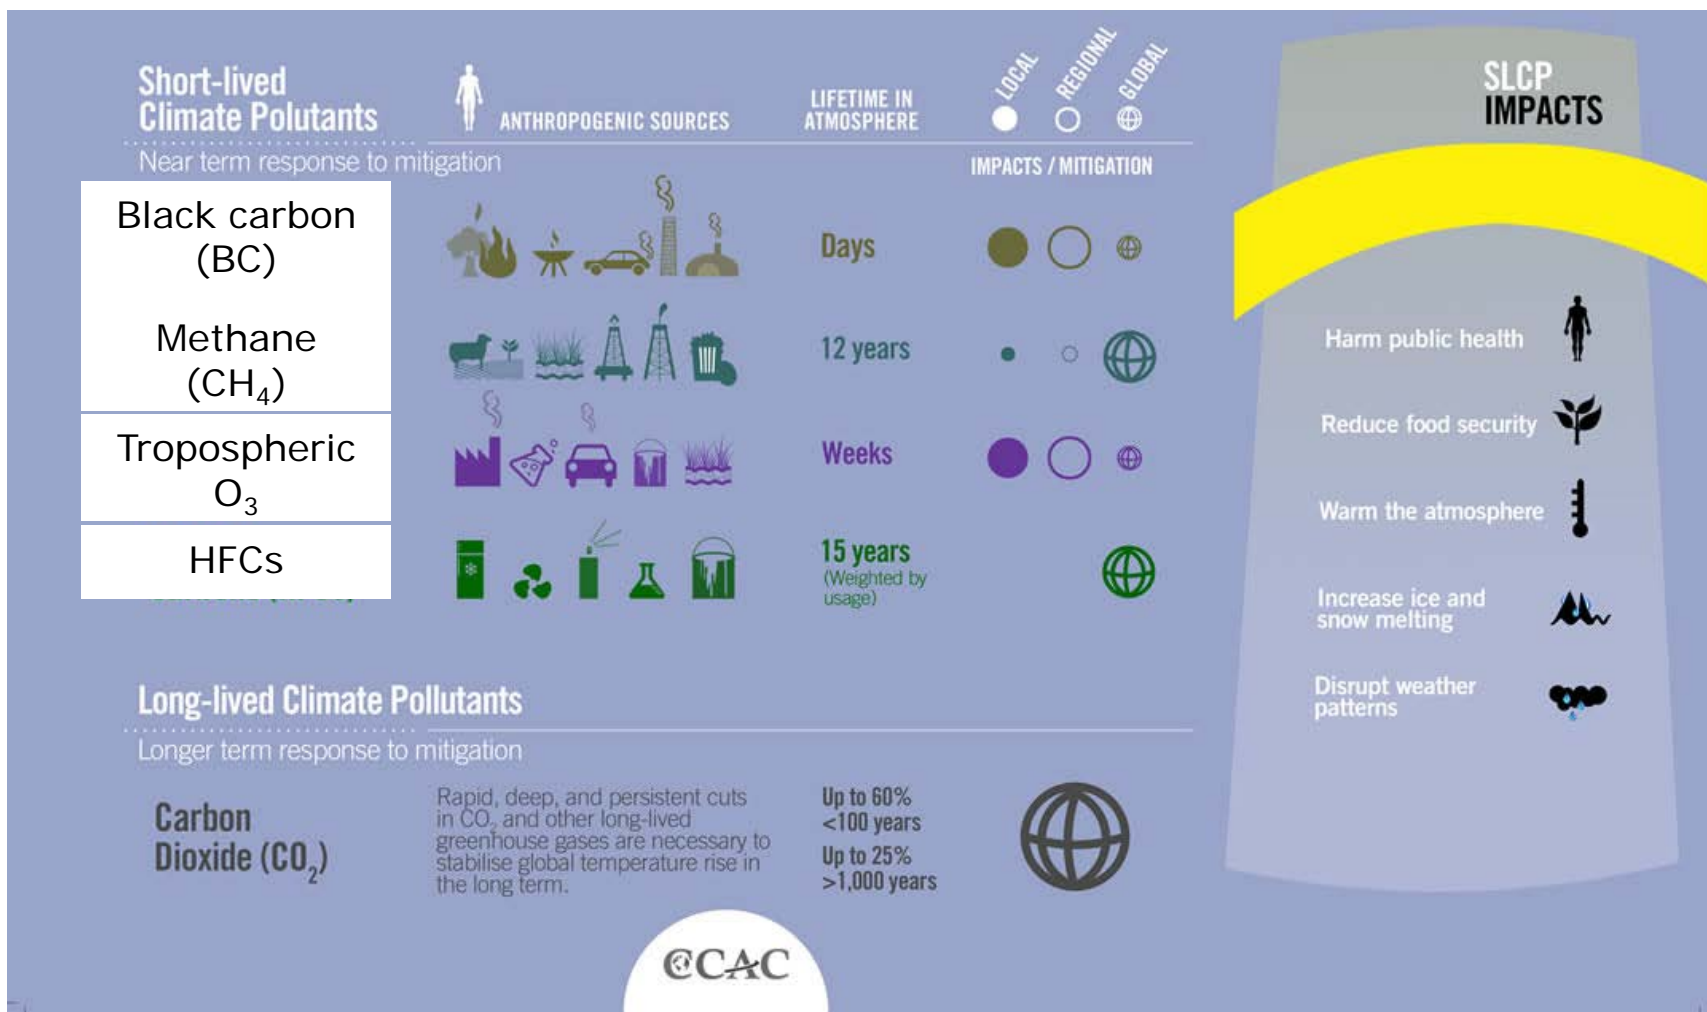 Short-lived
Climate Polutants
ANTHROPOGENIC SOURCES
LIFETIME IN
ATMOSPHERE
LOCAL
REGIONAL
GLOBAL
Near term response to mitigation
IMPACTS / MITIGATION
Black carbon
(BC)
Days
Methane
(CH₄)
12 years
Tropospheric
O₃
Weeks
HFCs
15 years
(Weighted by
usage)
Long-lived Climate Pollutants
Longer term response to mitigation
Carbon
Dioxide (CO₂)
Rapid, deep, and persistent cuts
in CO₂ and other long-lived
greenhouse gases are necessary to
stabilise global temperature rise in
the long term.
Up to 60%
<100 years
Up to 25%
>1,000 years
CCAC
SLCP
IMPACTS
Harm public health
Reduce food security
Warm the atmosphere
Increase ice and
snow melting
Disrupt weather
patterns